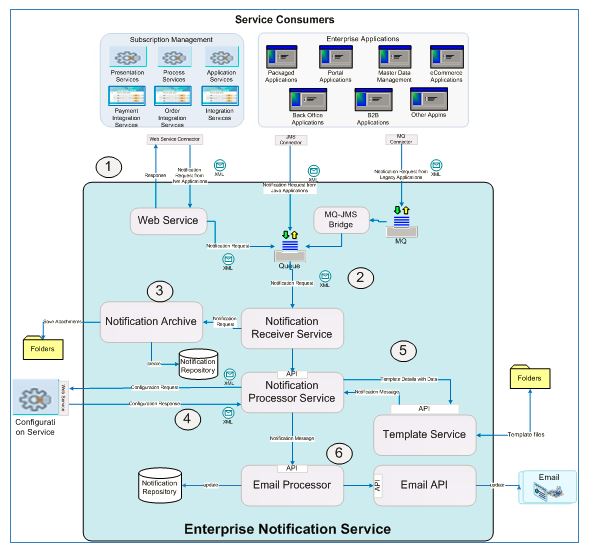 Service Consumers
Subscription Management
Presentation
Services
Process
Services
Application
Services
Payment
Integration
Services
Order
Integration
Services
Integration
Services
Enterprise Applications
Packaged
Applications
Portal
Applications
Master Data
Management
eCommerce
Applications
Back Office
Applications
B2B
Applications
Other Applns
Web Service Connector
JMS
Connector
MQ
Connector
1
Response
Notification
Request from
Applications
XML
Notification Request from
Java Applications
Notification Request from
Legacy Applications
XML
Web Service
MQ-JMS
Bridge
MQ
Notification Request
XML
Queue
XML
2
Notification Request
3
Notification Archive
Notification
Request
Notification
Receiver Service
5
Save Attachments
Folders
Notification
Repository
API
Configuration Request
XML
Notification
Processor Service
Template Details with Data
Notification Message
Folders
Web Service
Configurati
on Service
Configuration Response
4
XML
API
Template Service
Template files
Notification Message
6
API
Notification
Repository
update
Email Processor
API
Email API
update
Email
Enterprise Notification Service